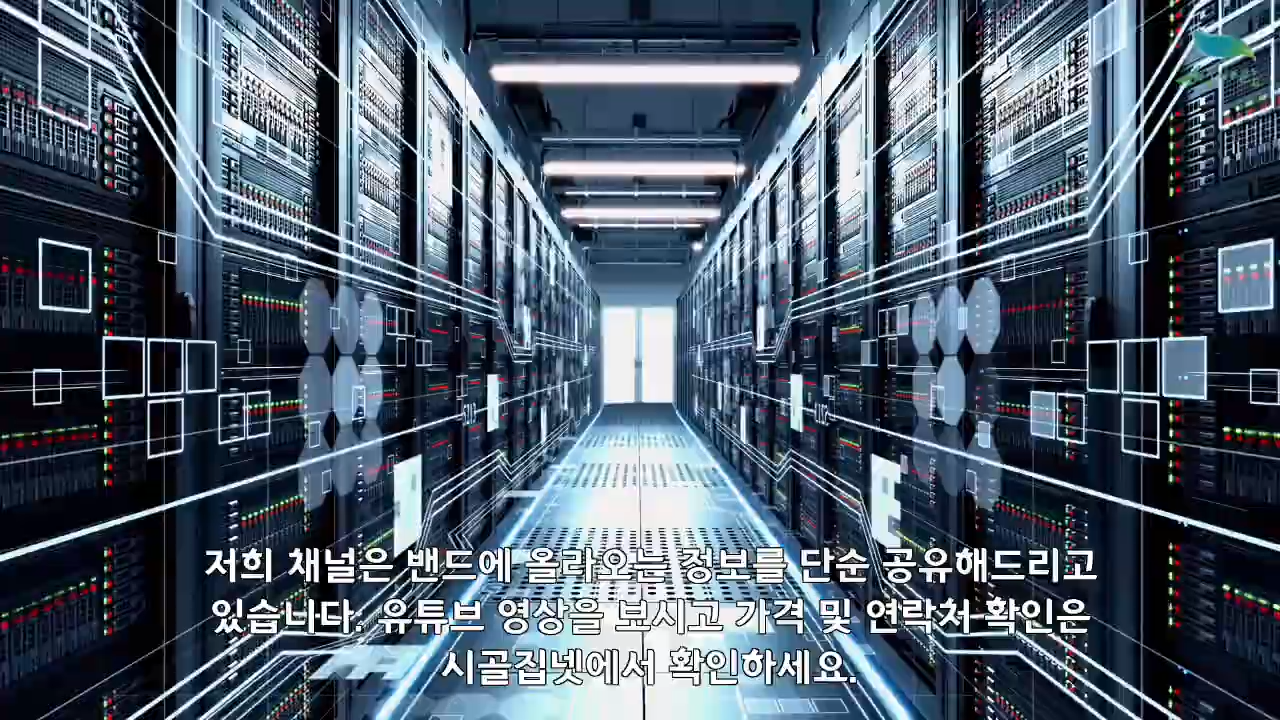 저희 채널은 밴드에 올라오는 정보를 단순 공유해드리고
있습니다. 유튜브 영상을 보시고 가격 및 연락처 확인은
시골집넷에서 확인하세요.